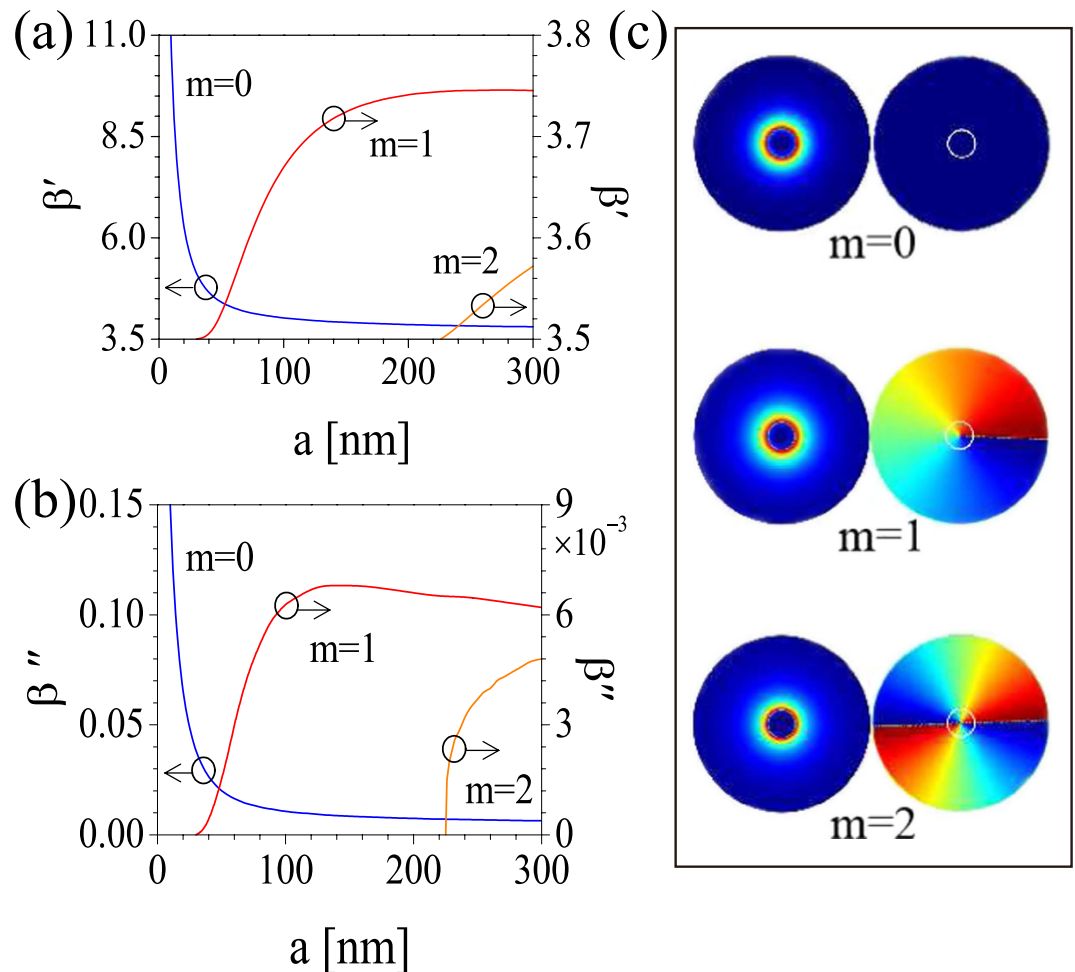 (a)
11.0
8.5
6.0
3.5
β′
m=0
m=1
m=2
3.8
3.7
3.6
3.5
β′
0
100
200
300
a [nm]
(b)
0.15
0.10
0.05
0.00
β″
m=0
m=1
m=2
9
×10⁻³
6
3
0
β″
0
100
200
300
a [nm]
(c)
m=0
m=1
m=2